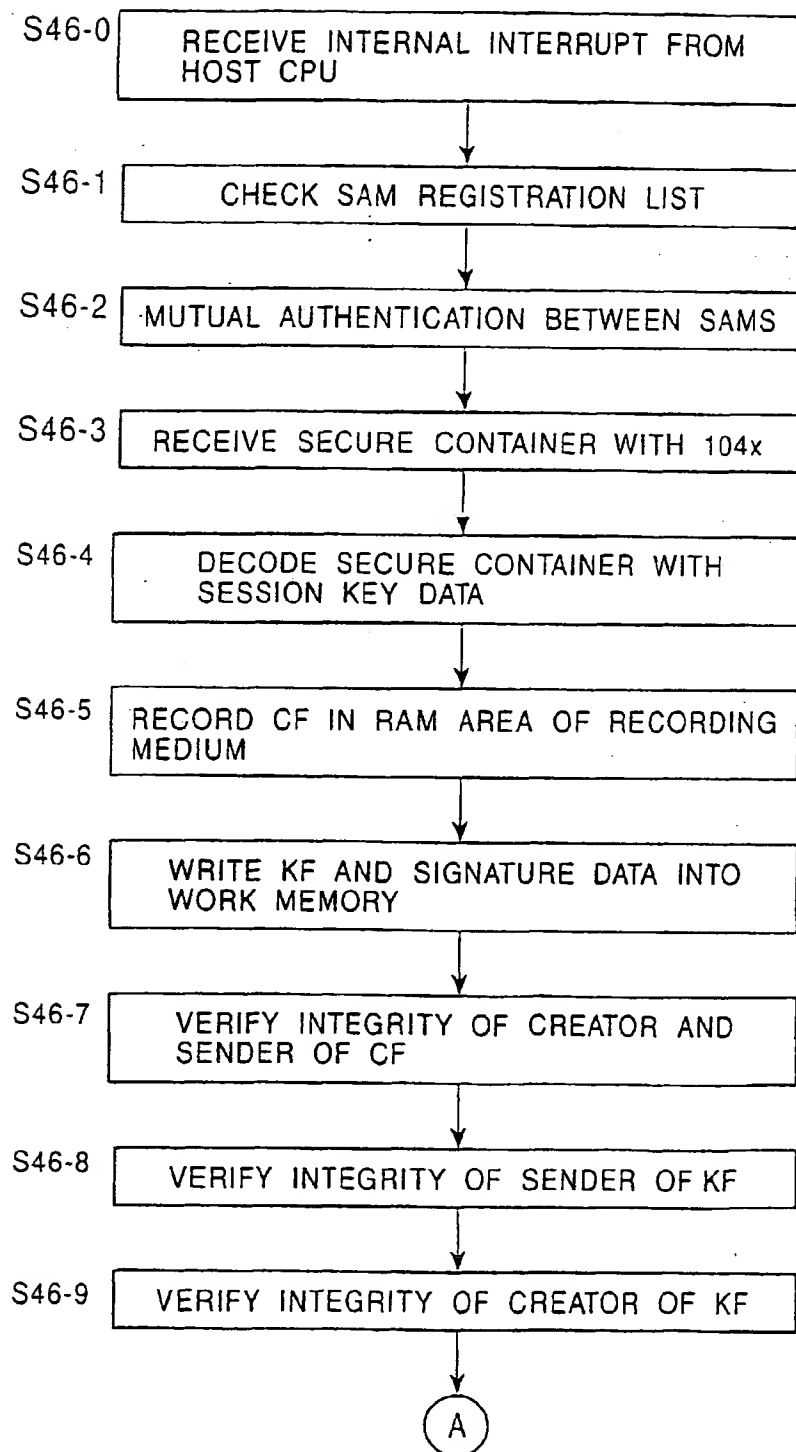 S46-0
RECEIVE INTERNAL INTERRUPT FROM
HOST CPU
S46-1
CHECK SAM REGISTRATION LIST
S46-2
MUTUAL AUTHENTICATION BETWEEN SAMS
S46-3
RECEIVE SECURE CONTAINER WITH 104x
S46-4
DECODE SECURE CONTAINER WITH
SESSION KEY DATA
S46-5
RECORD CF IN RAM AREA OF RECORDING
MEDIUM
S46-6
WRITE KF AND SIGNATURE DATA INTO
WORK MEMORY
S46-7
VERIFY INTEGRITY OF CREATOR AND
SENDER OF CF
S46-8
VERIFY INTEGRITY OF SENDER OF KF
S46-9
VERIFY INTEGRITY OF CREATOR OF KF
A